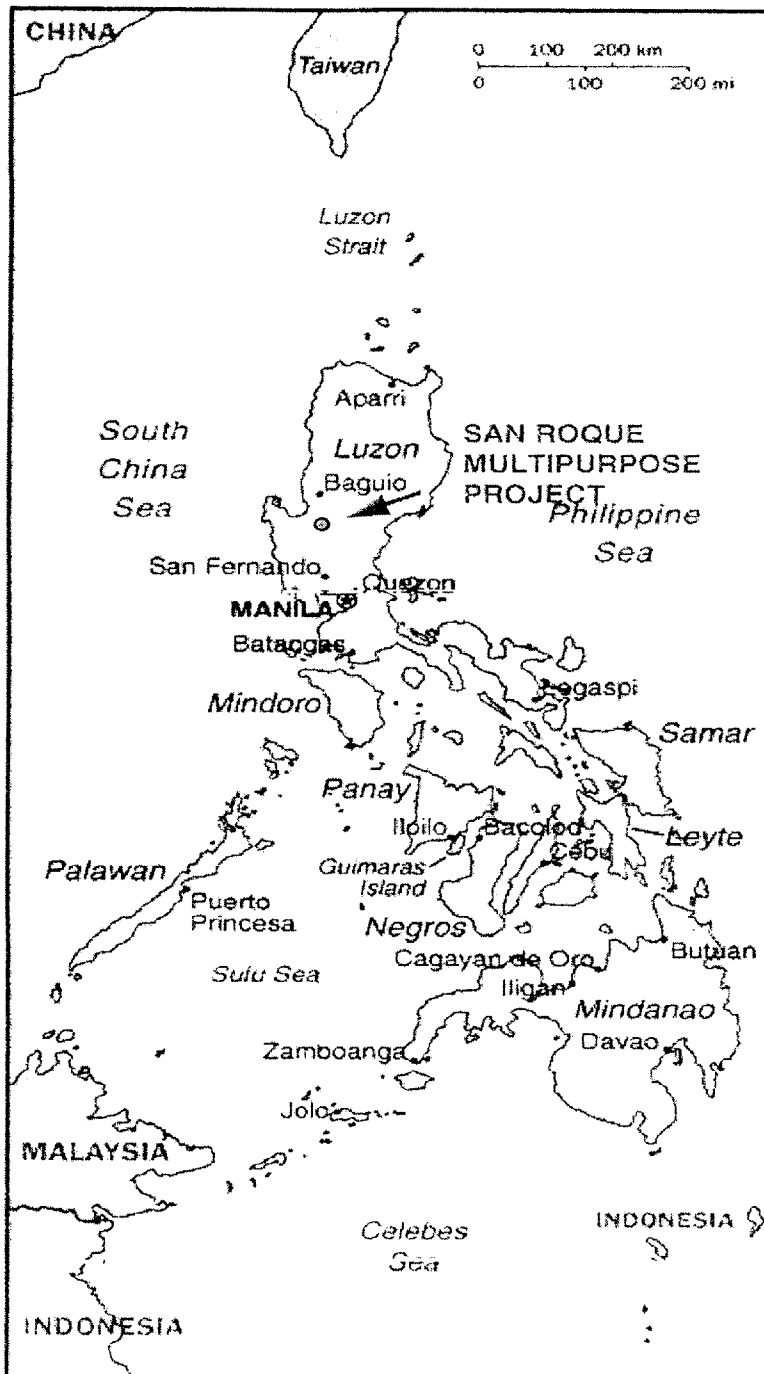 CHINA
Taiwan
0 100 200 km
0 100 200 mi
Luzon
Strait
Aparri
South
China
Sea
Luzon
SAN ROQUE
MULTIPURPOSE
PROJECT
Baguio
Philippine
Sea
San Fernando
Quezon
MANILA
Batangas
Legaspi
Mindoro
Samar
Panay
Iloilo
Bacolod
Leyte
Cebu
Guimaras
Island
Palawan
Puerto
Princesa
Negros
Cagayan de Oro
Butuan
Sulu Sea
Iligan
Mindanao
Zamboanga
Davao
Jolo
MALAYSIA
INDONESIA
Celebes
Sea
INDONESIA